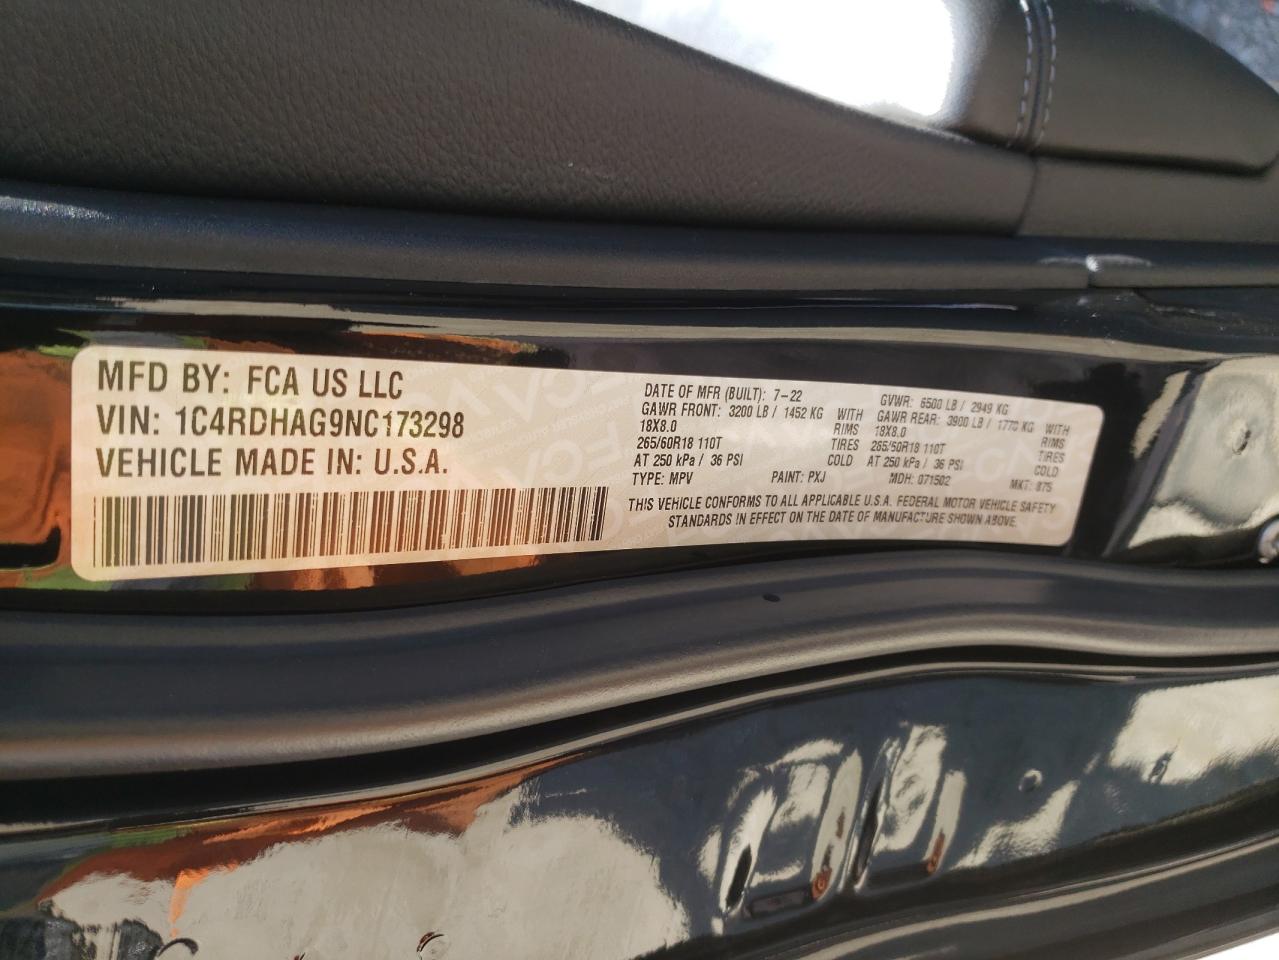 MFD BY: FCA US LLC
VIN: 1C4RDHAG9NC173298
VEHICLE MADE IN: U.S.A.
DATE OF MFR (BUILT): 7-22 GVWR: 6500 LB / 2949 KG
GAWR FRONT: 3200 LB / 1452 KG WITH GAWR REAR: 3900 LB / 1770 KG WITH
18X8.0 RIMS 18X8.0 RIMS
265/60R18 110T TIRES 265/60R18 110T TIRES
AT 250 kPa / 36 PSI COLD AT 250 kPa / 36 PSI COLD
TYPE: MPV PAINT: PXJ MDH: 071502 MKT: 875
THIS VEHICLE CONFORMS TO ALL APPLICABLE U.S.A. FEDERAL MOTOR VEHICLE SAFETY
STANDARDS IN EFFECT ON THE DATE OF MANUFACTURE SHOWN ABOVE.